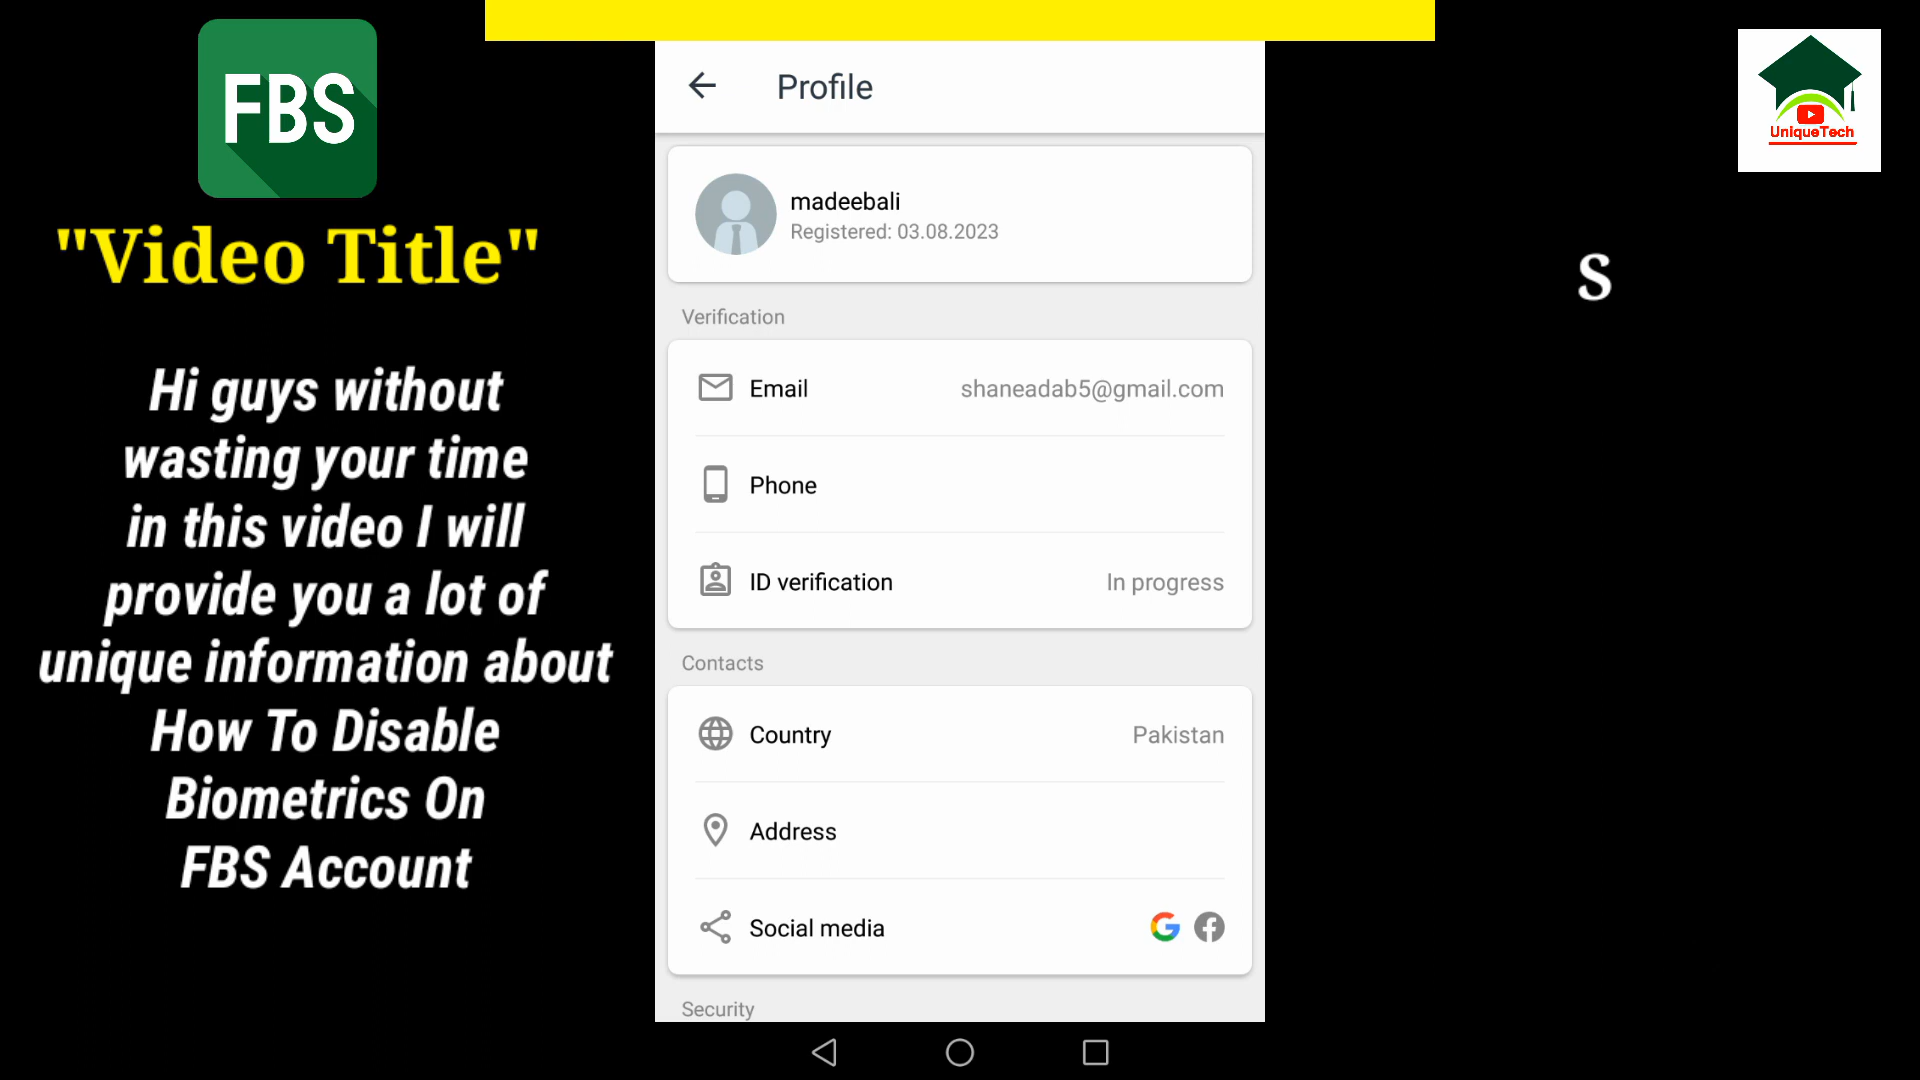 FBS
"Video Title"
Hi guys without
wasting your time
in this video I will
provide you a lot of
unique information about
How To Disable
Biometrics On
FBS Account
Profile
madeebali
Registered: 03.08.2023
Verification
Email shaneadab5@gmail.com
Phone
ID verification In progress
Contacts
Country Pakistan
Address
Social media
Security
UniqueTech
S